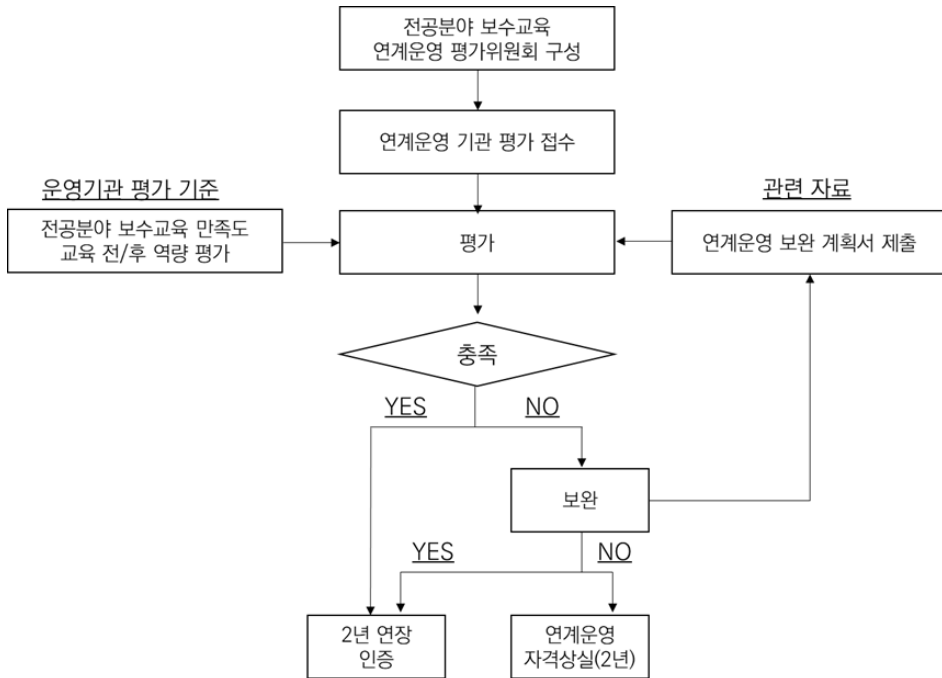 전공분야 보수교육
연계운영 평가위원회 구성
연계운영 기관 평가 접수
운영기관 평가 기준
전공분야 보수교육 만족도
교육 전/후 역량 평가
평가
관련 자료
연계운영 보완 계획서 제출
충족
YES
NO
보완
YES
NO
2년 연장
인증
연계운영
자격상실(2년)